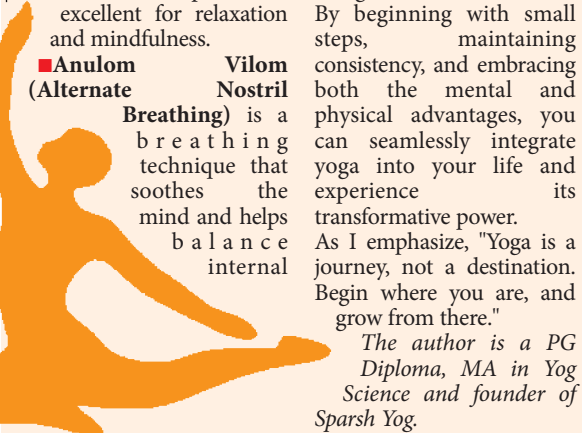 excellent for relaxation
and mindfulness.
■Anulom Vilom
(Alternate Nostril
Breathing) is a
breathing
technique that
soothes the
mind and helps
balance
internal
By beginning with small
steps, maintaining
consistency, and embracing
both the mental and
physical advantages, you
can seamlessly integrate
yoga into your life and
experience its
transformative power.
As I emphasize, "Yoga is a
journey, not a destination.
Begin where you are, and
grow from there."
The author is a PG
Diploma, MA in Yog
Science and founder of
Sparsh Yog.